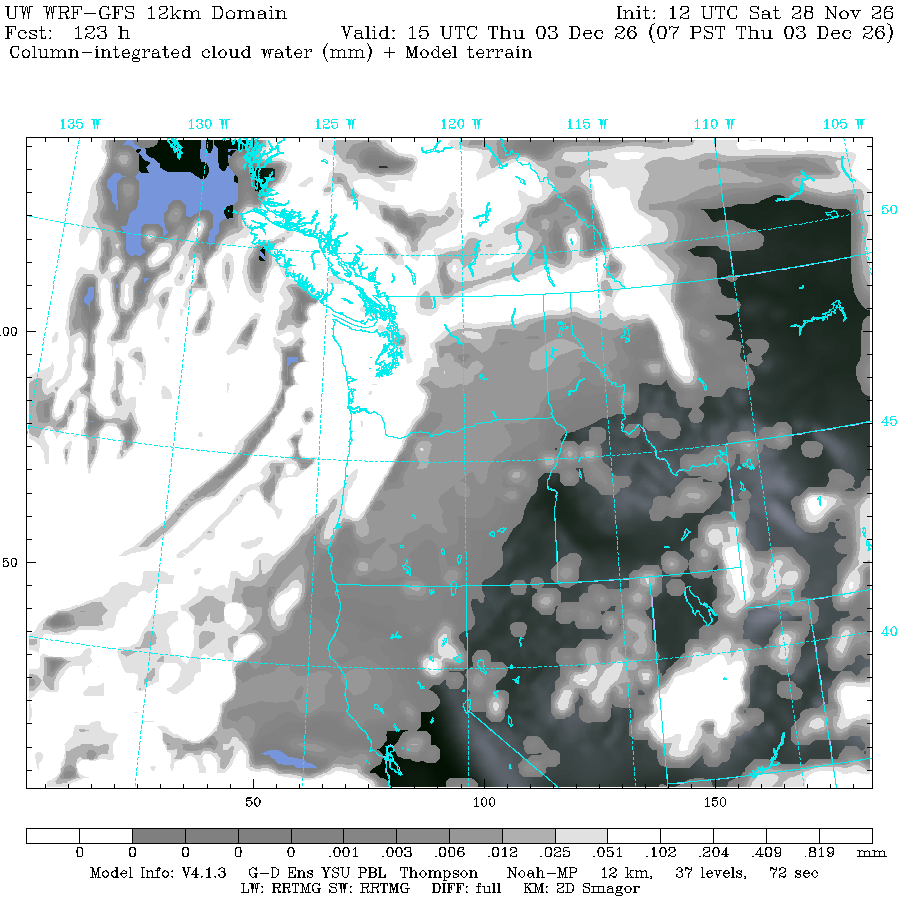 UW WRF-GFS 12km Domain Init: 12 UTC Sat 28 Nov 26
Fcst: 123 h Valid: 15 UTC Thu 03 Dec 26 (07 PST Thu 03 Dec 26)
Column-integrated cloud water (mm) + Model terrain
135 W 130 W 125 W 120 W 115 W 110 W 105 W
50
00
45
50
40
50 100 150
0 0 0 0 .001 .003 .006 .012 .025 .051 .102 .204 .409 .819 mm
Model Info: V4.1.3 G-D Ens YSU PBL Thompson Noah-MP 12 km, 37 levels, 72 sec
LW: RRTMG SW: RRTMG DIFF: full KM: 2D Smagor